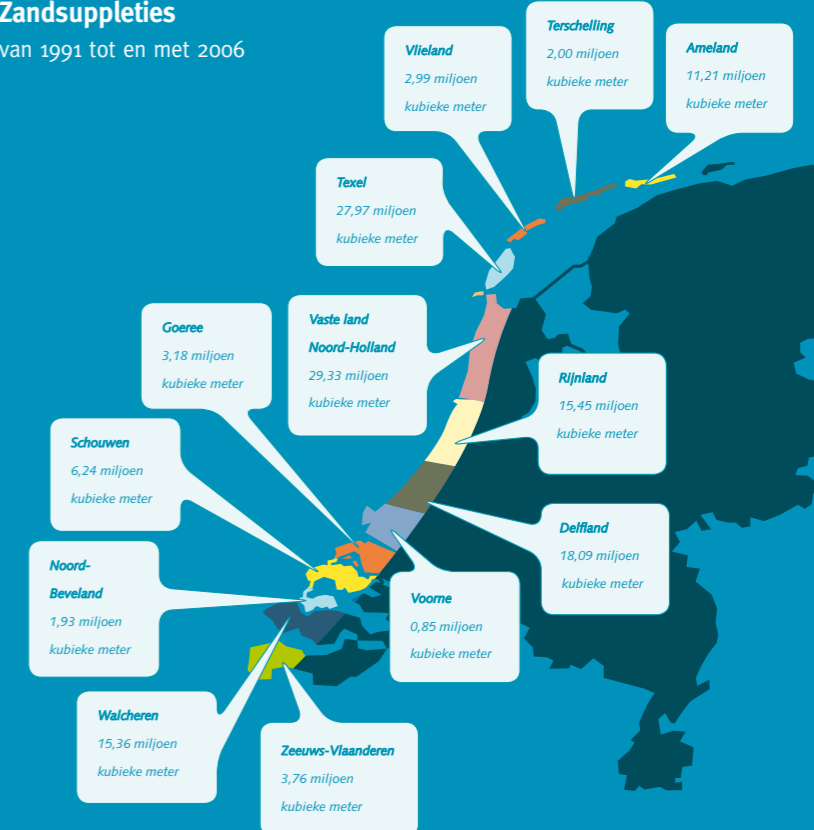 Zandsuppleties
van 1991 tot en met 2006
Terschelling
2,00 miljoen
kubieke meter
Vlieland
2,99 miljoen
kubieke meter
Ameland
11,21 miljoen
kubieke meter
Texel
27,97 miljoen
kubieke meter
Goeree
3,18 miljoen
kubieke meter
Vaste land
Noord-Holland
29,33 miljoen
kubieke meter
Rijnland
15,45 miljoen
kubieke meter
Schouwen
6,24 miljoen
kubieke meter
Delfland
18,09 miljoen
kubieke meter
Noord-
Beveland
1,93 miljoen
kubieke meter
Voorne
0,85 miljoen
kubieke meter
Walcheren
15,36 miljoen
kubieke meter
Zeeuws-Vlaanderen
3,76 miljoen
kubieke meter